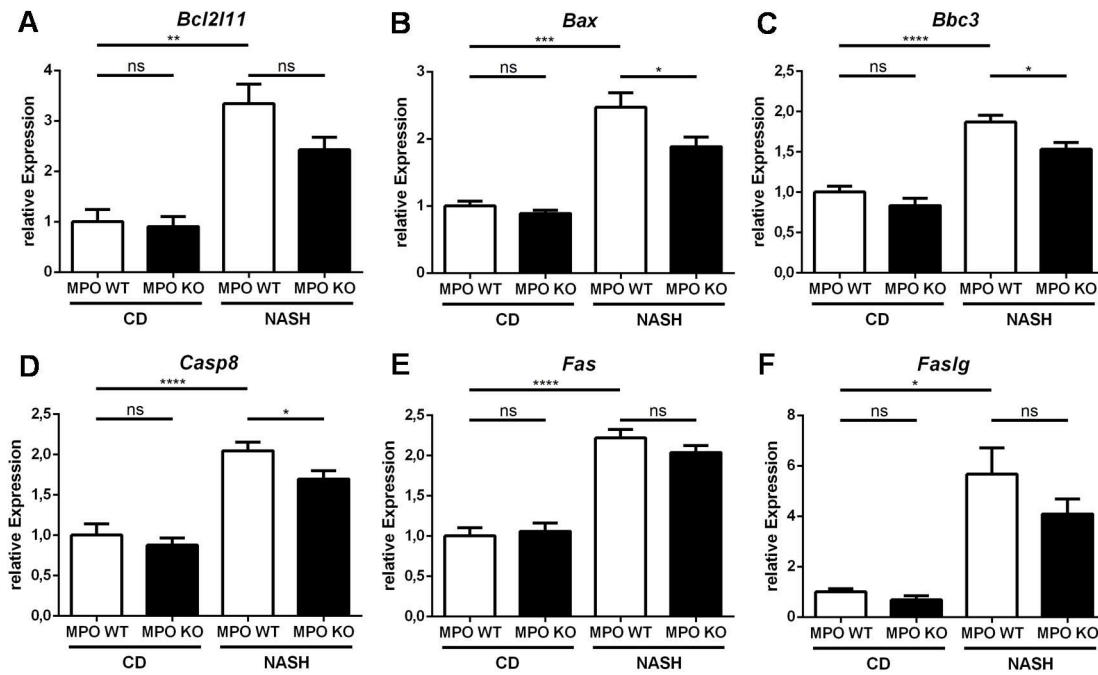 A
Bcl2l11
**
ns
ns
relative Expression
4
3
2
1
0
MPO WT MPO KO MPO WT MPO KO
CD NASH
B
Bax
***
ns
*
relative Expression
3
2
1
0
MPO WT MPO KO MPO WT MPO KO
CD NASH
C
Bbc3
****
ns
*
relative Expression
2,5
2,0
1,5
1,0
0,5
0,0
MPO WT MPO KO MPO WT MPO KO
CD NASH
D
Casp8
****
ns
*
relative Expression
2,5
2,0
1,5
1,0
0,5
0,0
MPO WT MPO KO MPO WT MPO KO
CD NASH
E
Fas
****
ns
ns
relative Expression
2,5
2,0
1,5
1,0
0,5
0,0
MPO WT MPO KO MPO WT MPO KO
CD NASH
F
Faslg
*
ns
ns
relative Expression
8
6
4
2
0
MPO WT MPO KO MPO WT MPO KO
CD NASH